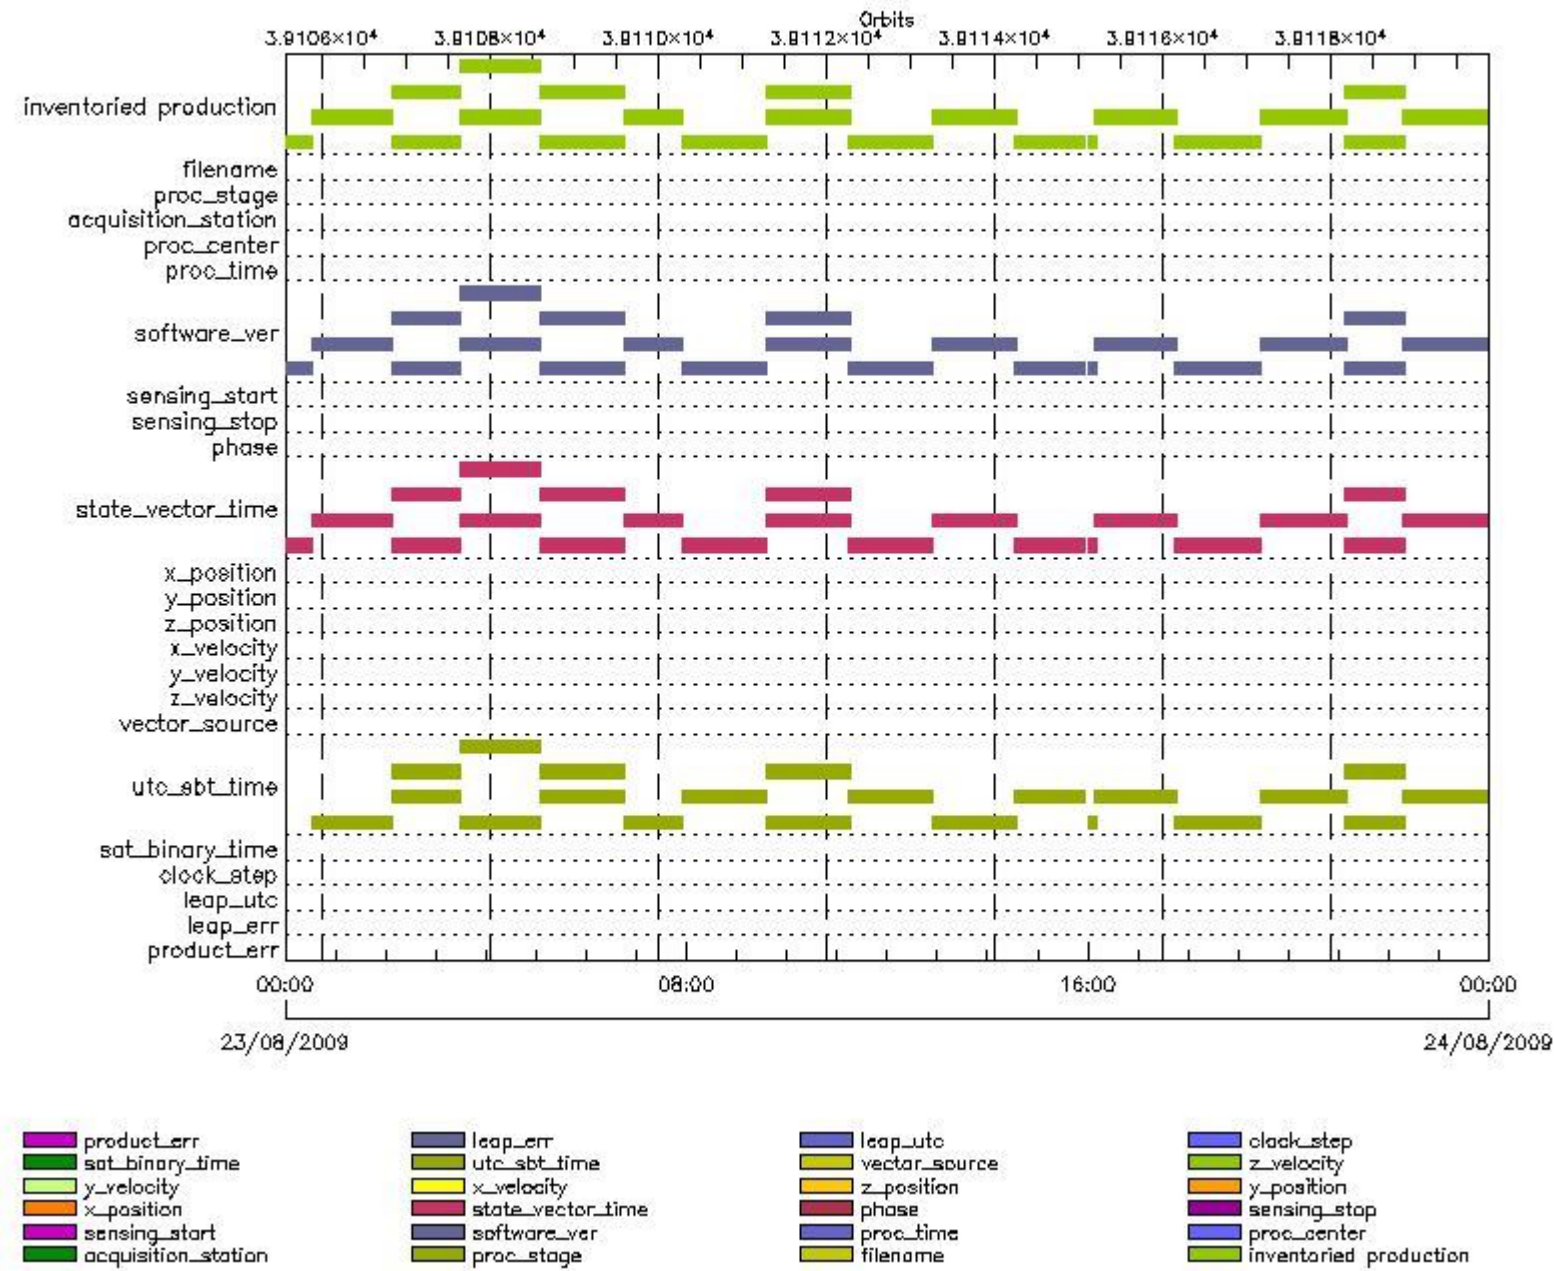 Orbits
3.9106×10⁴ 3.9108×10⁴ 3.9110×10⁴ 3.9112×10⁴ 3.9114×10⁴ 3.9116×10⁴ 3.9118×10⁴
inventoried production
filename
proc_stage
acquisition_station
proc_center
proc_time
software_ver
sensing_start
sensing_stop
phase
state_vector_time
x_position
y_position
z_position
x_velocity
y_velocity
z_velocity
vector_source
utc_sbt_time
sat_binary_time
clock_step
leap_utc
leap_err
product_err
00:00 08:00 16:00 00:00
23/08/2009 24/08/2009
product_err leap_err leap_utc clock_step
sat_binary_time utc_sbt_time vector_source z_velocity
y_velocity x_velocity z_position y_position
x_position state_vector_time phase sensing_stop
sensing_start software_ver proc_time proc_center
acquisition_station proc_stage filename inventoried production